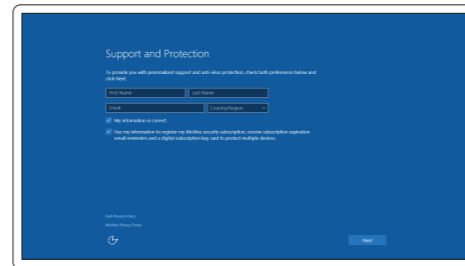 Support and Protection
To provide you with personalized support and anti-virus protection, check both preferences below and
click Next.
First Name
Last Name
Email
Country/Region
My information is correct.
Use my information to register my McAfee security subscription, receive subscription expiration
email reminders and a digital subscription key card to protect multiple devices.
Dell Privacy Policy
McAfee Privacy Policy
Next